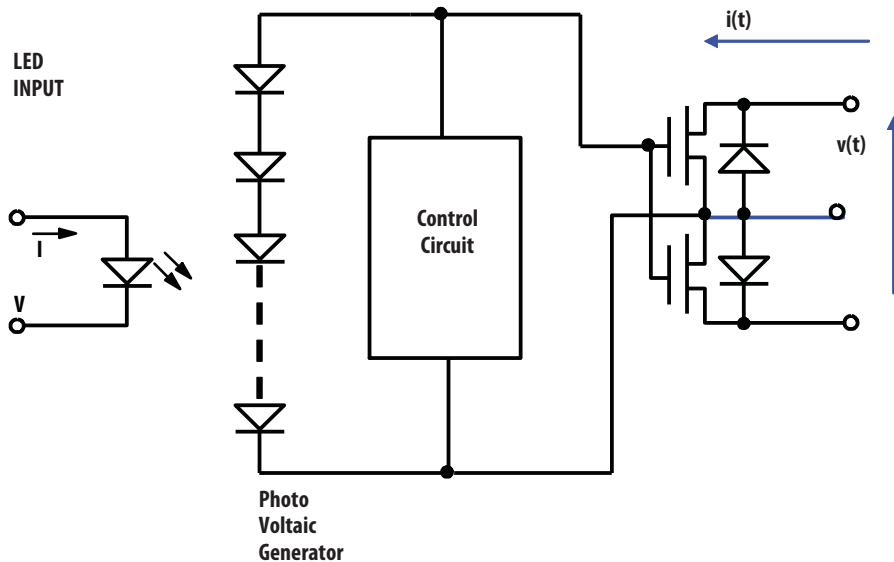 LED
INPUT
i(t)
v(t)
Control
Circuit
I
V
Photo
Voltaic
Generator